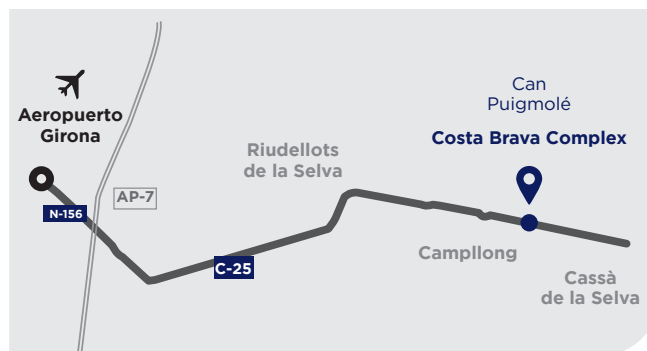 Aeropuerto
Girona
N-156
AP-7
C-25
Riudellots
de la Selva
Can
Puigmolé
Costa Brava Complex
Campllong
Cassà
de la Selva